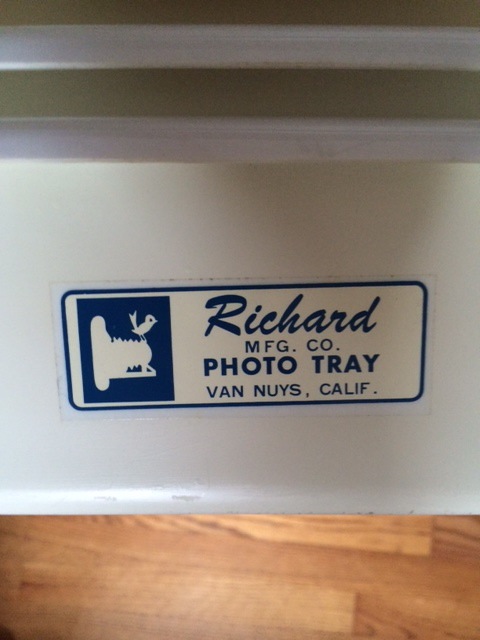 Richard
MFG. CO.
PHOTO TRAY
VAN NUYS, CALIF.